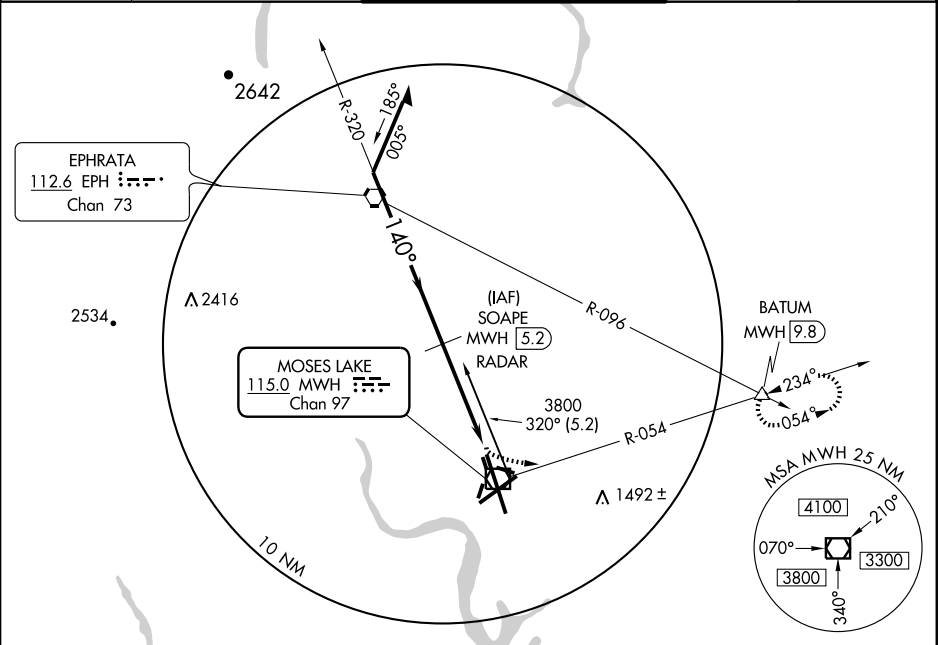 2642
R-320
185°
005°
EPHRATA
112.6 EPH
Chan 73
140°
2416
2534
(IAF)
SOAPE
MWH 5.2
RADAR
R-096
BATUM
MWH 9.8
MOSES LAKE
115.0 MWH
Chan 97
3800
320° (5.2)
234°
054°
R-054
1492 ±
10 NM
MSA MWH 25 NM
4100
210°
070°
3300
3800
340°